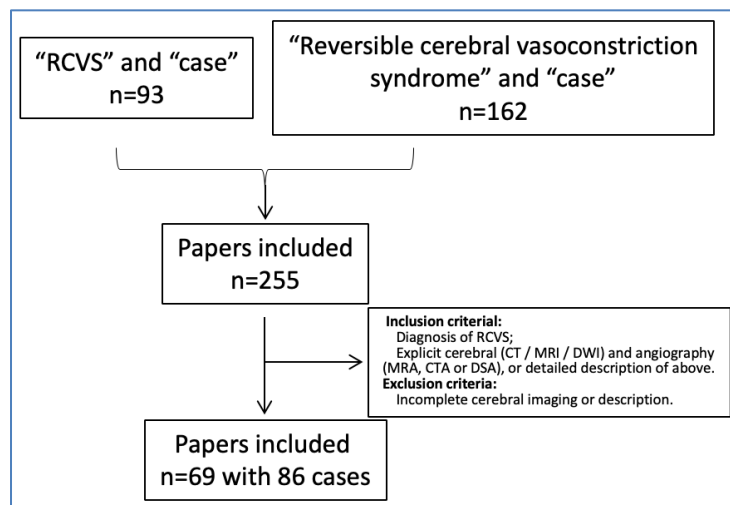 “RCVS” and “case”
n=93
“Reversible cerebral vasoconstriction
syndrome” and “case”
n=162
Papers included
n=255
Inclusion criterial:
Diagnosis of RCVS;
Explicit cerebral (CT / MRI / DWI) and angiography
(MRA, CTA or DSA), or detailed description of above.
Exclusion criteria:
Incomplete cerebral imaging or description.
Papers included
n=69 with 86 cases